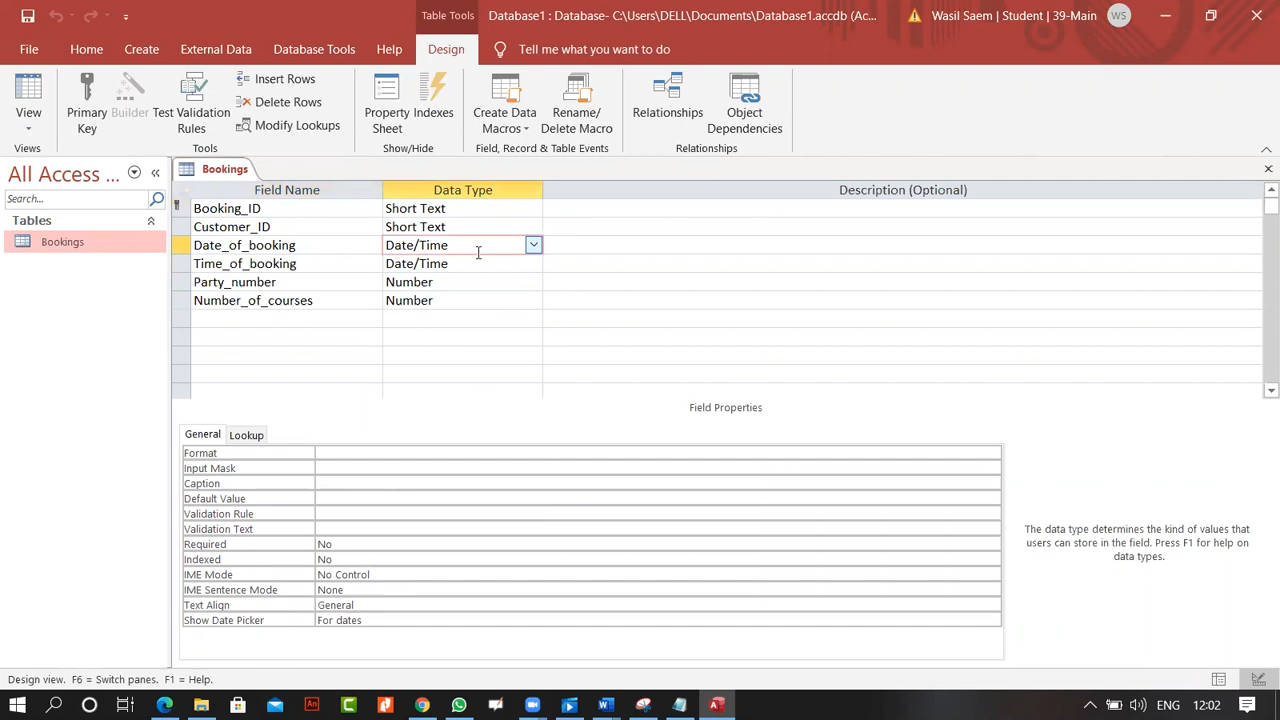 Table Tools
Database1 : Database- C:\Users\DELL\Documents\Database1.accdb (Ac...
Wasil Saem | Student | 39-Main
WS
File
Home
Create
External Data
Database Tools
Help
Design
Tell me what you want to do
View
Primary Key
Builder
Test Validation Rules
Insert Rows
Delete Rows
Modify Lookups
Property Sheet
Indexes
Create Data Macros
Rename/ Delete Macro
Relationships
Object Dependencies
Views
Tools
Show/Hide
Field, Record & Table Events
Relationships
All Access ...
Search...
Tables
Bookings
Bookings
Field Name Data Type Description (Optional)
Booking_ID Short Text
Customer_ID Short Text
Date_of_booking Date/Time
Time_of_booking Date/Time
Party_number Number
Number_of_courses Number
Field Properties
General Lookup
Format
Input Mask
Caption
Default Value
Validation Rule
Validation Text
Required No
Indexed No
IME Mode No Control
IME Sentence Mode None
Text Align General
Show Date Picker For dates
The data type determines the kind of values that
users can store in the field. Press F1 for help on
data types.
Design view. F6 = Switch panes. F1 = Help.
ENG 12:02